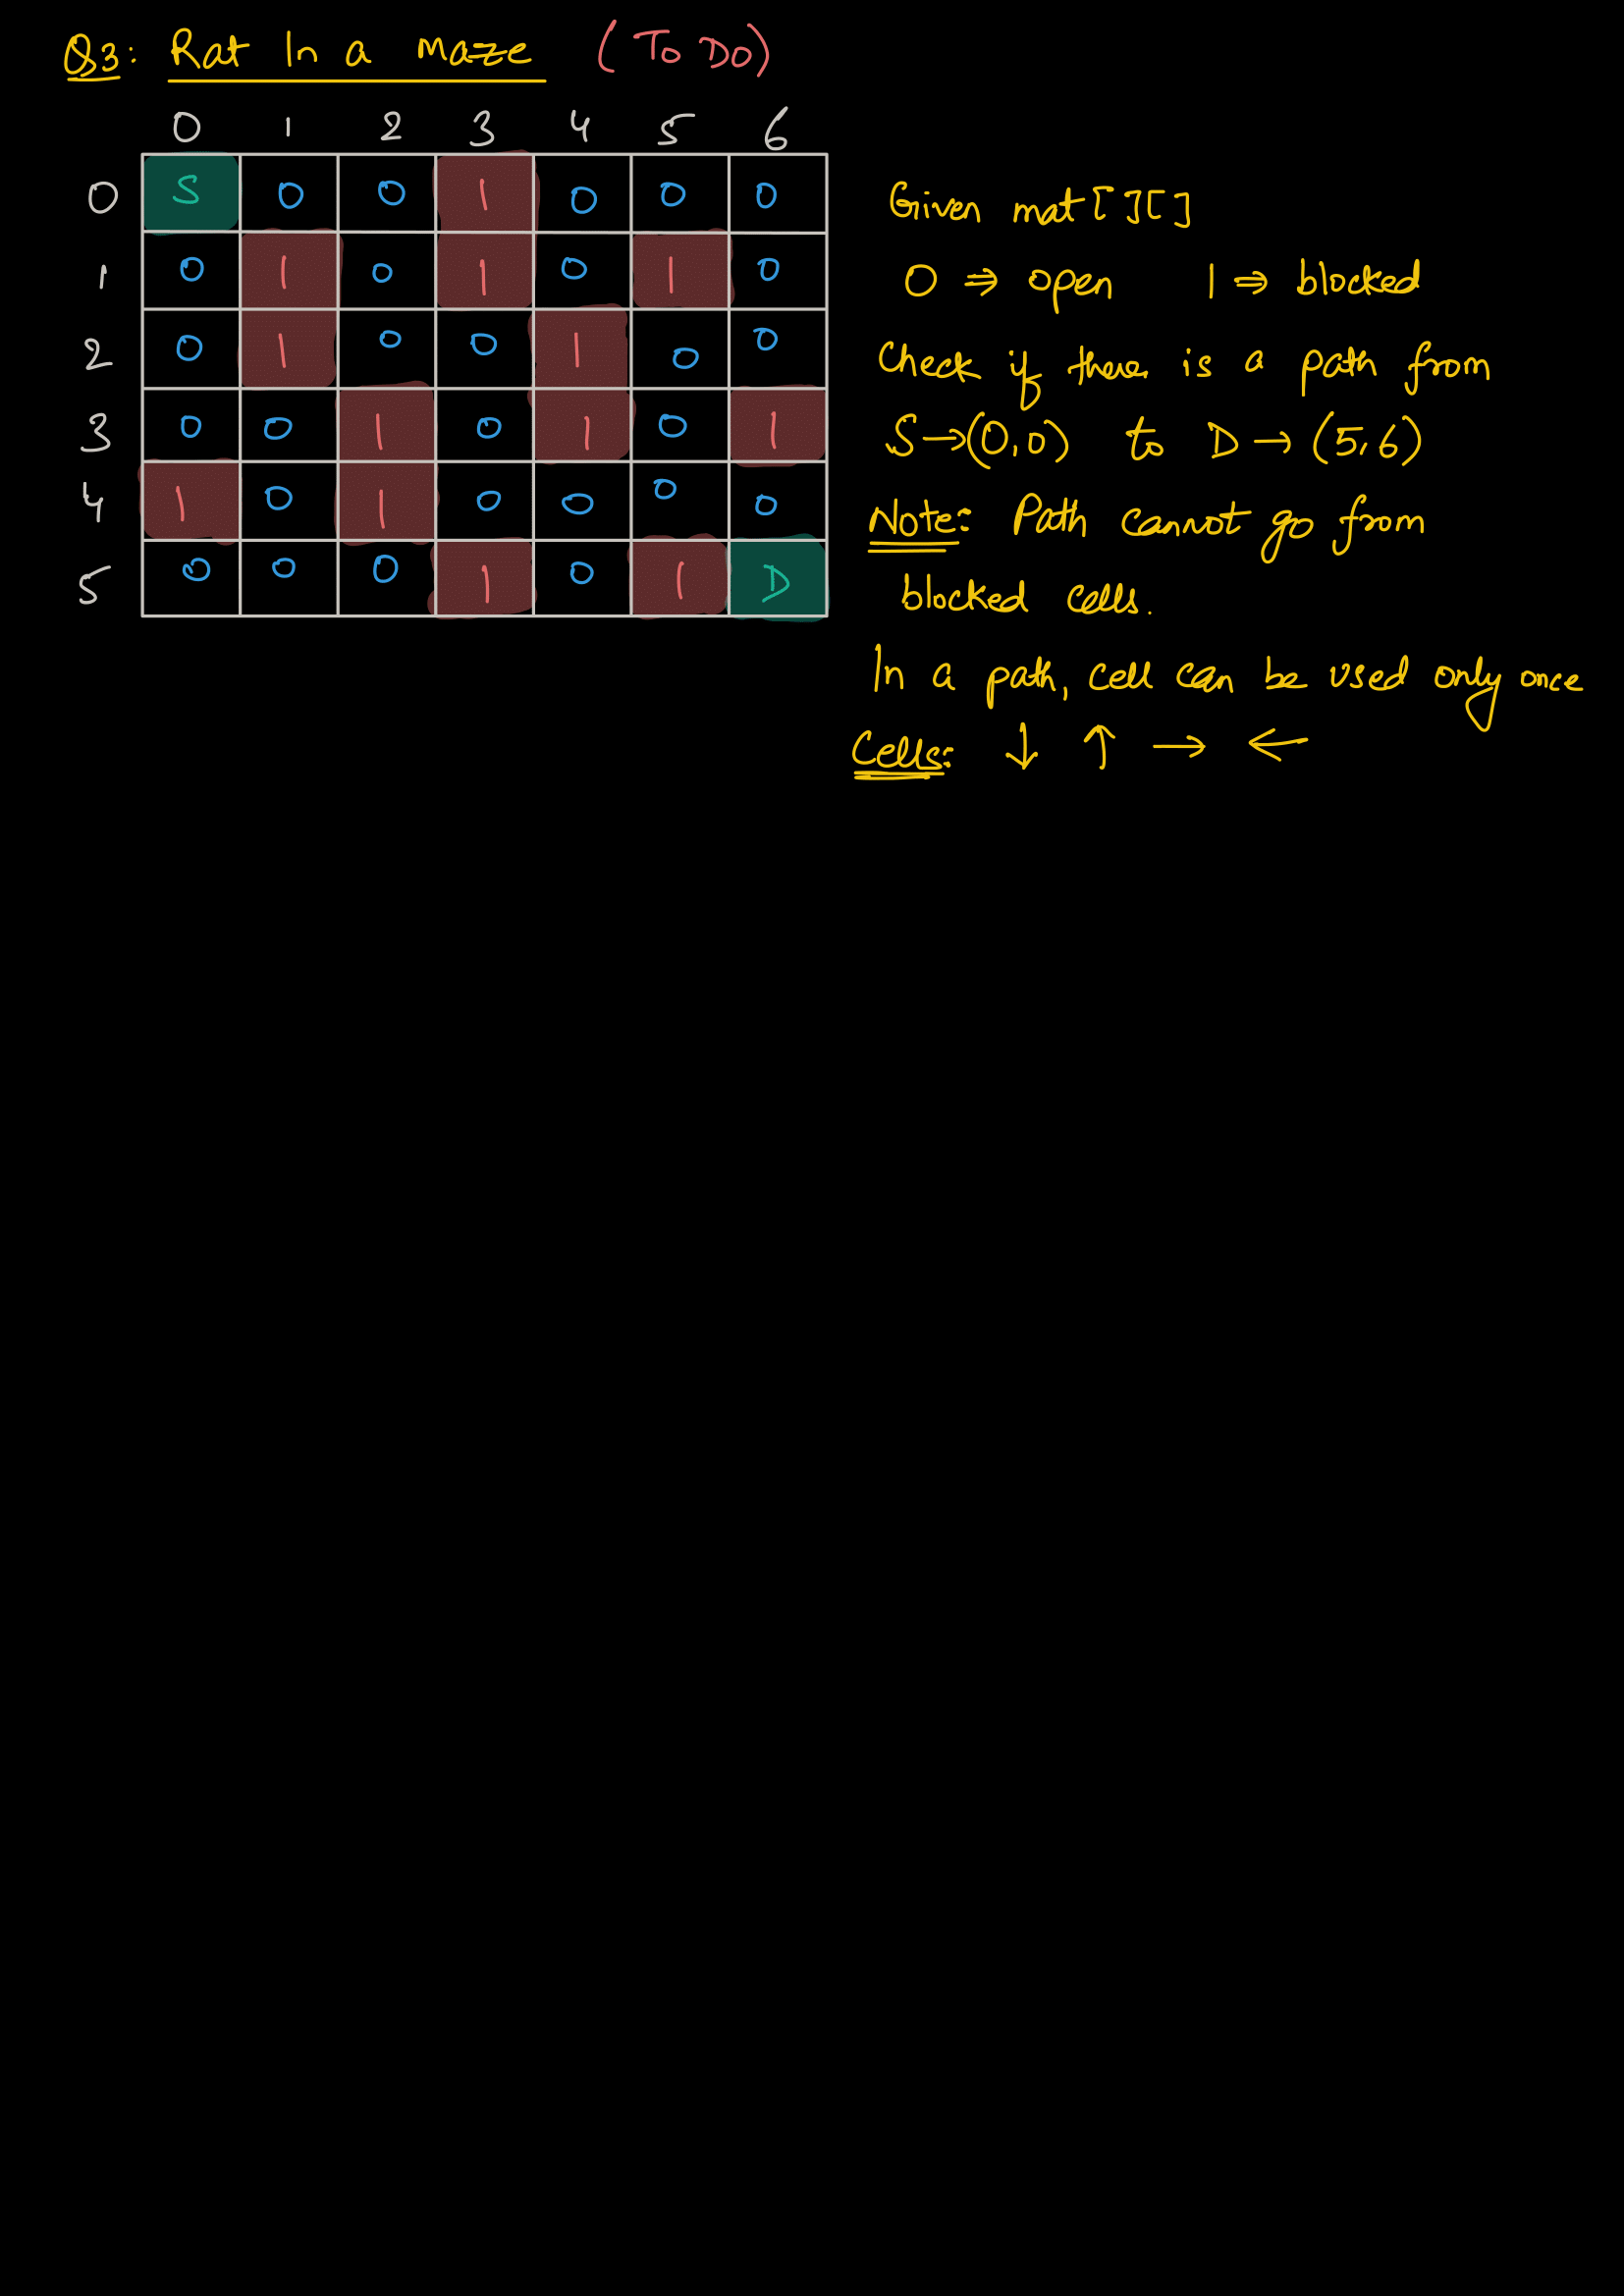 Q3: Rat In a Maze (To Do)
0 1 2 3 4 5 6
0 S 0 0 1 0 0 0
1 0 1 0 1 0 1 0
2 0 1 0 0 1 0 0
3 0 0 1 0 1 0 1
4 1 0 1 0 0 0 0
5 0 0 0 1 0 1 D
Given mat[][]
0 ⇒ open 1 ⇒ blocked
Check if there is a path from
S→(0,0) to D→(5,6)
Note: Path cannot go from
blocked cells.
In a path, cell can be used only once
Cells: ↓ ↑ → ←